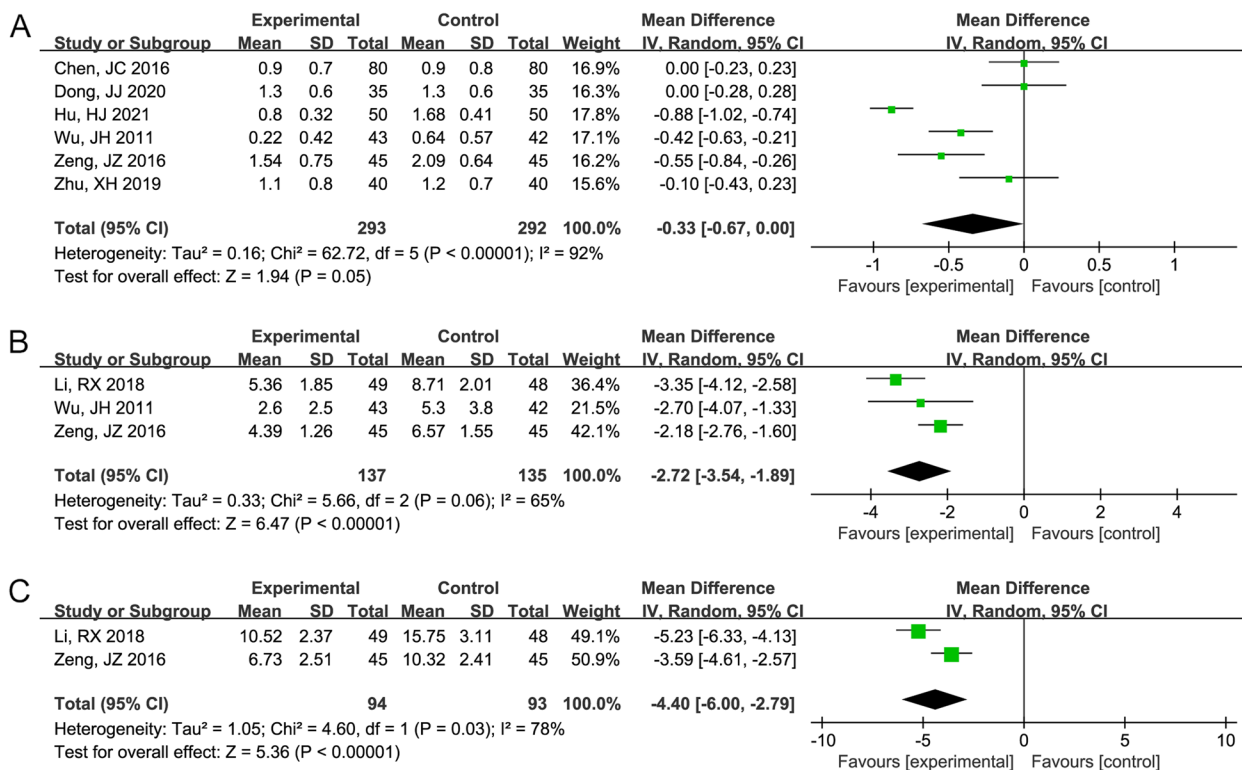 A
Experimental Control Mean Difference Mean Difference
Study or Subgroup Mean SD Total Mean SD Total Weight IV, Random, 95% CI IV, Random, 95% CI
Chen, JC 2016 0.9 0.7 80 0.9 0.8 80 16.9% 0.00 [-0.23, 0.23]
Dong, JJ 2020 1.3 0.6 35 1.3 0.6 35 16.3% 0.00 [-0.28, 0.28]
Hu, HJ 2021 0.8 0.32 50 1.68 0.41 50 17.8% -0.88 [-1.02, -0.74]
Wu, JH 2011 0.22 0.42 43 0.64 0.57 42 17.1% -0.42 [-0.63, -0.21]
Zeng, JZ 2016 1.54 0.75 45 2.09 0.64 45 16.2% -0.55 [-0.84, -0.26]
Zhu, XH 2019 1.1 0.8 40 1.2 0.7 40 15.6% -0.10 [-0.43, 0.23]
Total (95% CI) 293 292 100.0% -0.33 [-0.67, 0.00]
Heterogeneity: Tau² = 0.16; Chi² = 62.72, df = 5 (P < 0.00001); I² = 92%
Test for overall effect: Z = 1.94 (P = 0.05)
-1 -0.5 0 0.5 1
Favours [experimental] Favours [control]
B
Experimental Control Mean Difference Mean Difference
Study or Subgroup Mean SD Total Mean SD Total Weight IV, Random, 95% CI IV, Random, 95% CI
Li, RX 2018 5.36 1.85 49 8.71 2.01 48 36.4% -3.35 [-4.12, -2.58]
Wu, JH 2011 2.6 2.5 43 5.3 3.8 42 21.5% -2.70 [-4.07, -1.33]
Zeng, JZ 2016 4.39 1.26 45 6.57 1.55 45 42.1% -2.18 [-2.76, -1.60]
Total (95% CI) 137 135 100.0% -2.72 [-3.54, -1.89]
Heterogeneity: Tau² = 0.33; Chi² = 5.66, df = 2 (P = 0.06); I² = 65%
Test for overall effect: Z = 6.47 (P < 0.00001)
-4 -2 0 2 4
Favours [experimental] Favours [control]
C
Experimental Control Mean Difference Mean Difference
Study or Subgroup Mean SD Total Mean SD Total Weight IV, Random, 95% CI IV, Random, 95% CI
Li, RX 2018 10.52 2.37 49 15.75 3.11 48 49.1% -5.23 [-6.33, -4.13]
Zeng, JZ 2016 6.73 2.51 45 10.32 2.41 45 50.9% -3.59 [-4.61, -2.57]
Total (95% CI) 94 93 100.0% -4.40 [-6.00, -2.79]
Heterogeneity: Tau² = 1.05; Chi² = 4.60, df = 1 (P = 0.03); I² = 78%
Test for overall effect: Z = 5.36 (P < 0.00001)
-10 -5 0 5 10
Favours [experimental] Favours [control]